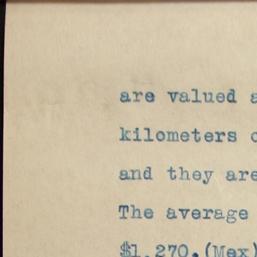 are valued
kilometers
and they are
The average
$1,270.(Mex)